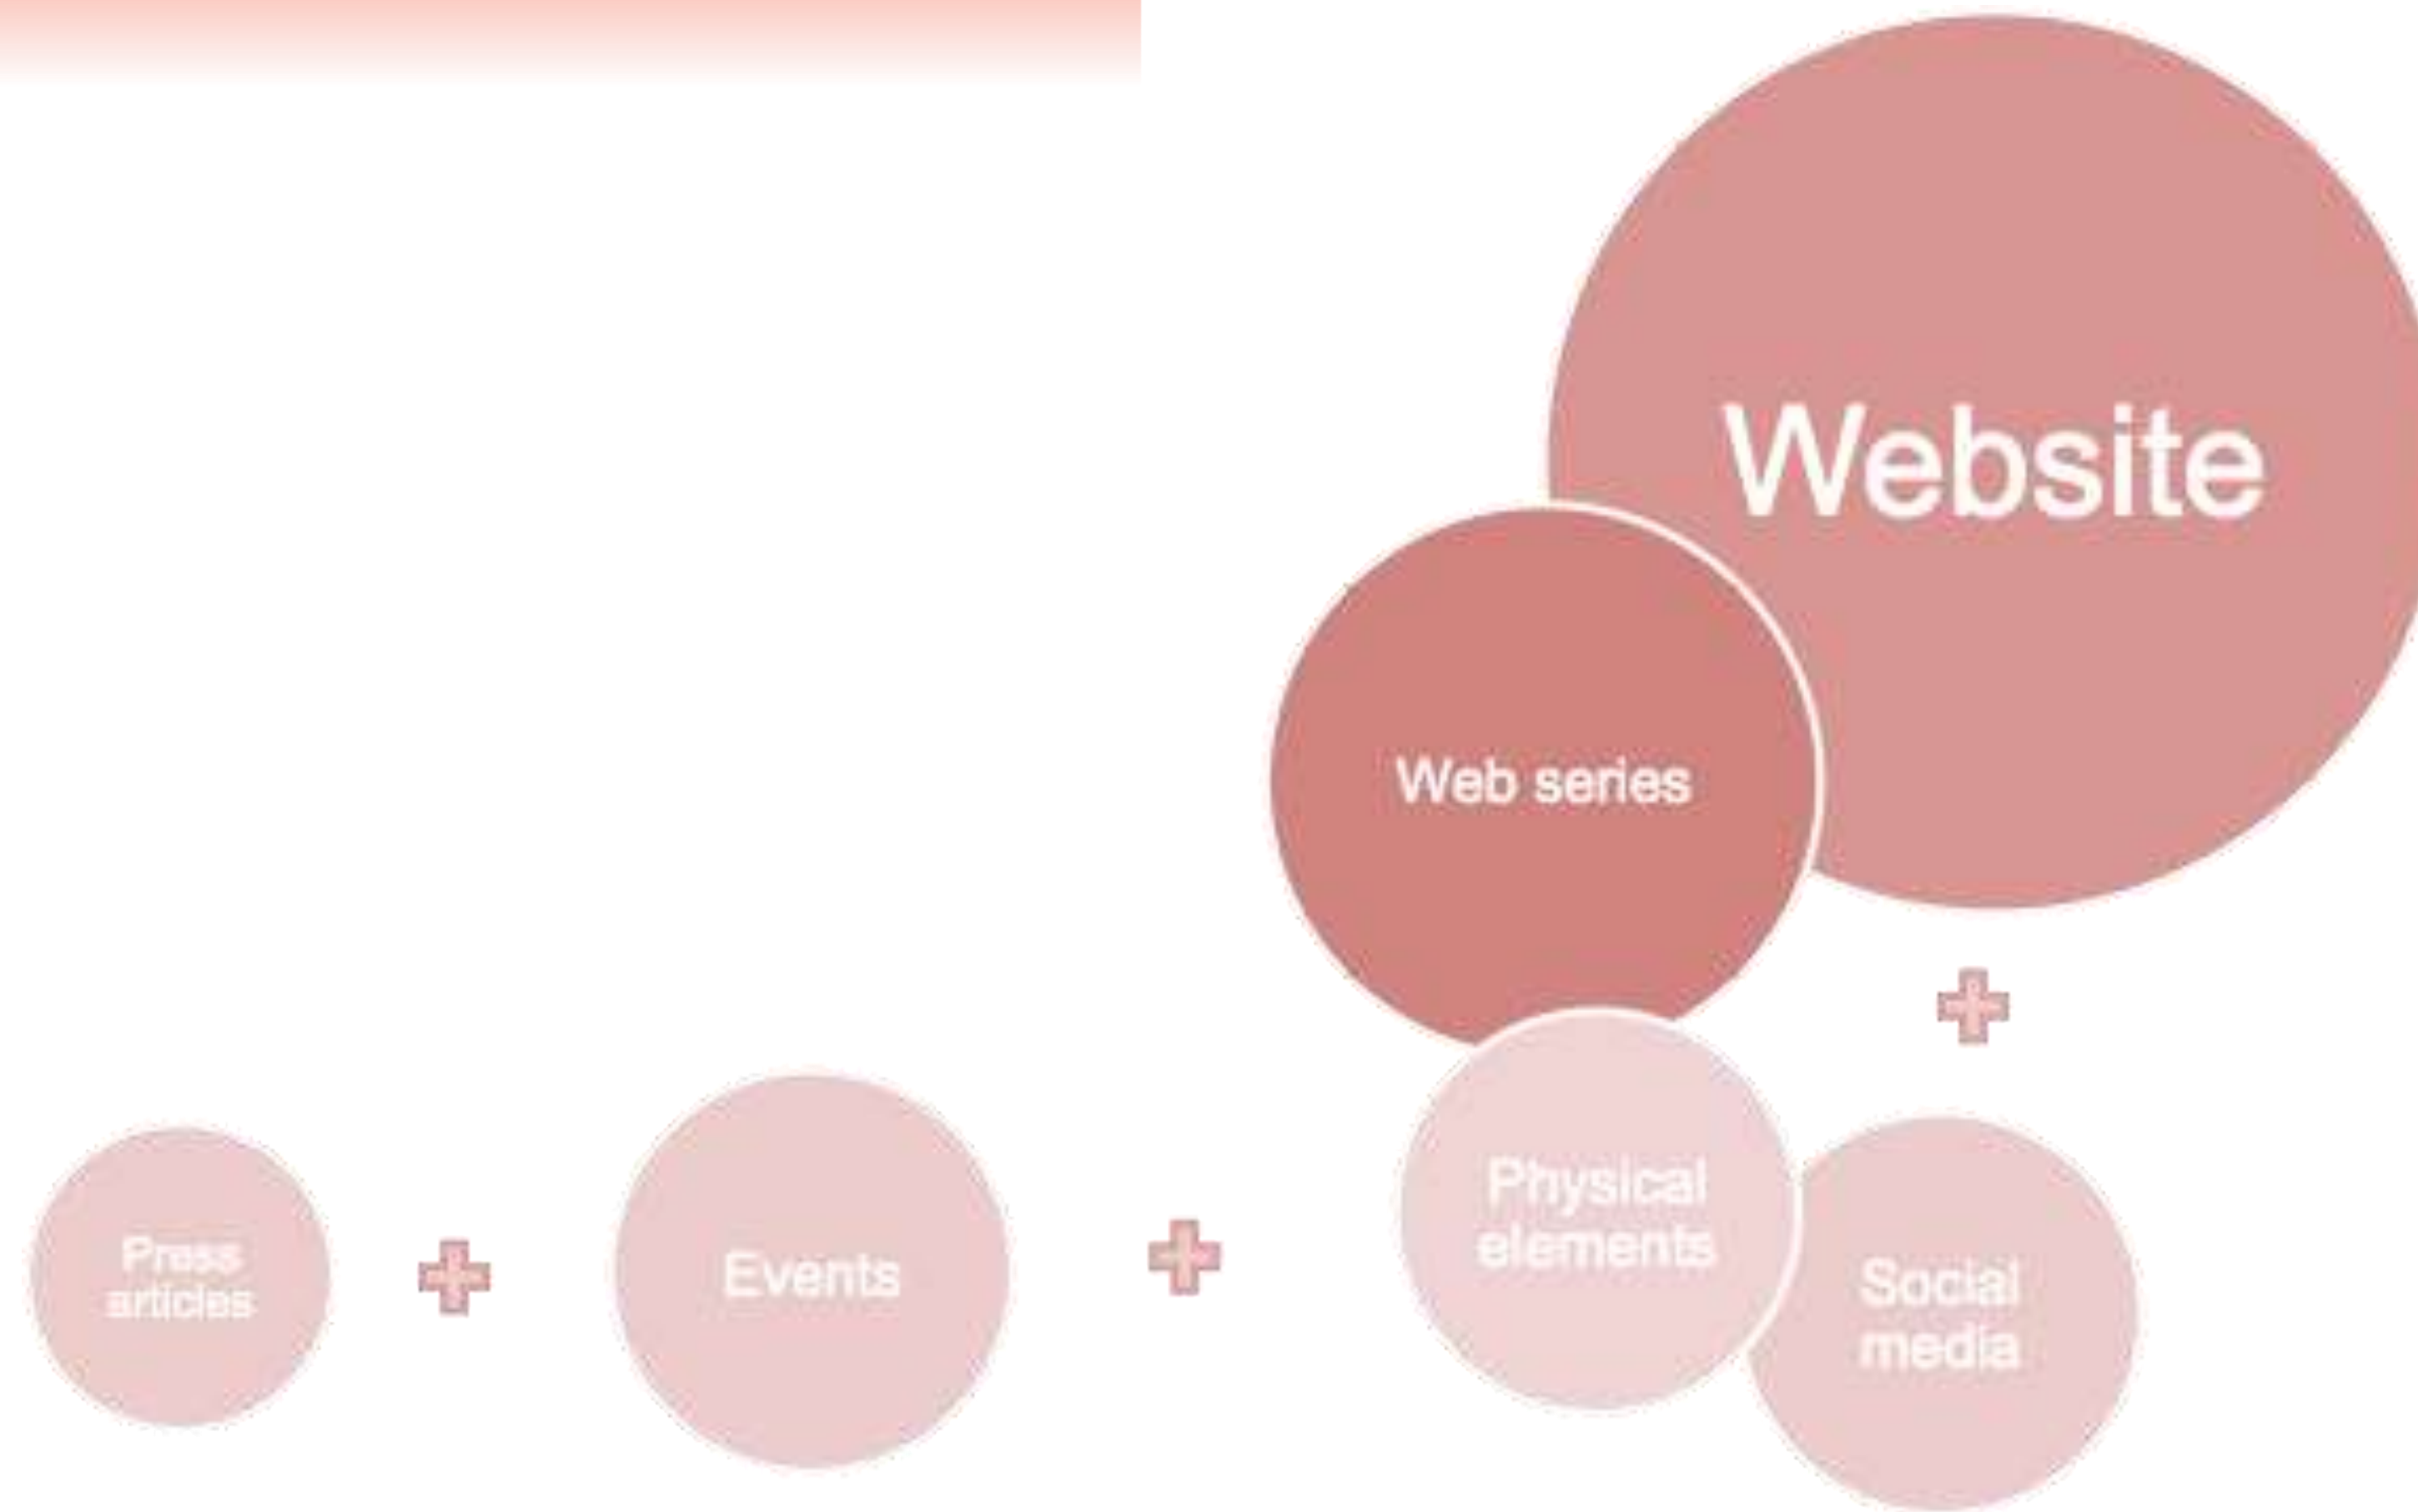 Website
Web series
Physical
elements
Social
media
Events
Press
articles